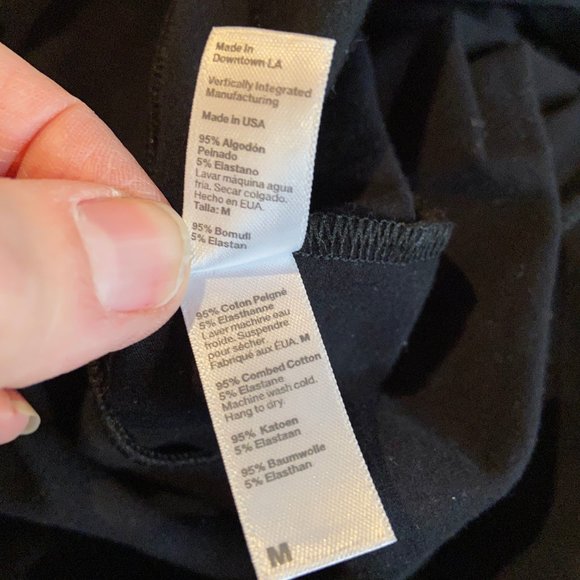 Made in
Downtown LA
Vertically Integrated
Manufacturing
Made in USA
95% Algodón
Peinado
5% Elastano
Lavar máquina agua
fria. Secar colgado.
Hecho en EUA.
Talla: M
95% Bomull
5% Elastan
95% Coton Peigné
5% Elasthanne
Laver machine eau
froide. Suspendre
pour sécher
Fabriqué aux ÉUA. M
95% Combed Cotton
5% Elastane
Machine wash cold.
Hang to dry.
95% Katoen
5% Elastaan
95% Baumwolle
5% Elasthan
M